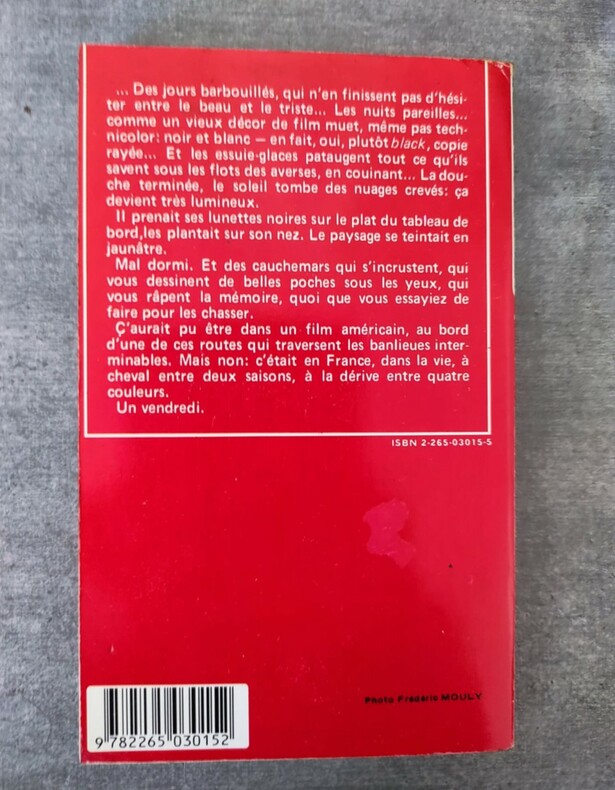 ... Des jours barbouillés, qui n'en finissent pas d'hési-
ter entre le beau et le triste... Les nuits pareilles...
comme un vieux décor de film muet, même pas tech-
nicolor: noir et blanc — en fait, oui, plutôt black, copie
rayée... Et les essuie-glaces pataugent tout ce qu'ils
savent sous les flots des averses, en couinant... La dou-
che terminée, le soleil tombe des nuages crevés: ça
devient très lumineux.
Il prenait ses lunettes noires sur le plat du tableau de
bord,les plantait sur son nez. Le paysage se teintait en
jaunâtre.
Mal dormi. Et des cauchemars qui s'incrustent, qui
vous dessinent de belles poches sous les yeux, qui
vous râpent la mémoire, quoi que vous essayiez de
faire pour les chasser.
Ç'aurait pu être dans un film américain, au bord
d'une de ces routes qui traversent les banlieues inter-
minables. Mais non: c'était en France, dans la vie, à
cheval entre deux saisons, à la dérive entre quatre
couleurs.
Un vendredi.
ISBN 2-265-03015-5
Photo Frédéric MOULY
9 782265 030152